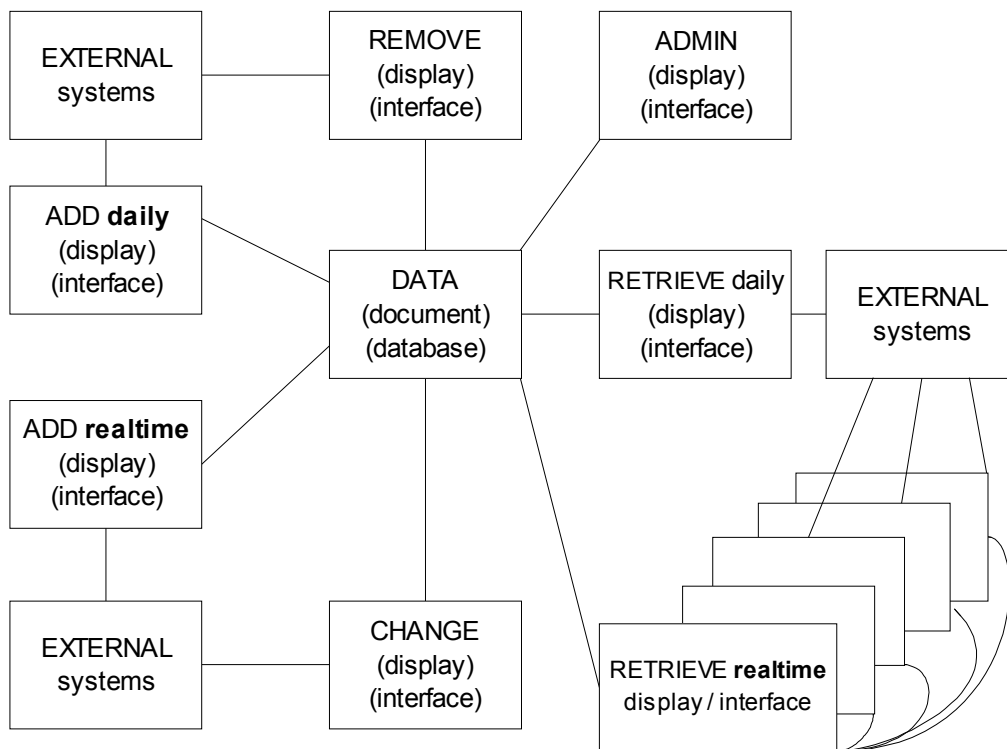 EXTERNAL
systems
REMOVE
(display)
(interface)
ADMIN
(display)
(interface)
ADD daily
(display)
(interface)
DATA
(document)
(database)
RETRIEVE daily
(display)
(interface)
EXTERNAL
systems
ADD realtime
(display)
(interface)
EXTERNAL
systems
CHANGE
(display)
(interface)
RETRIEVE realtime
display / interface